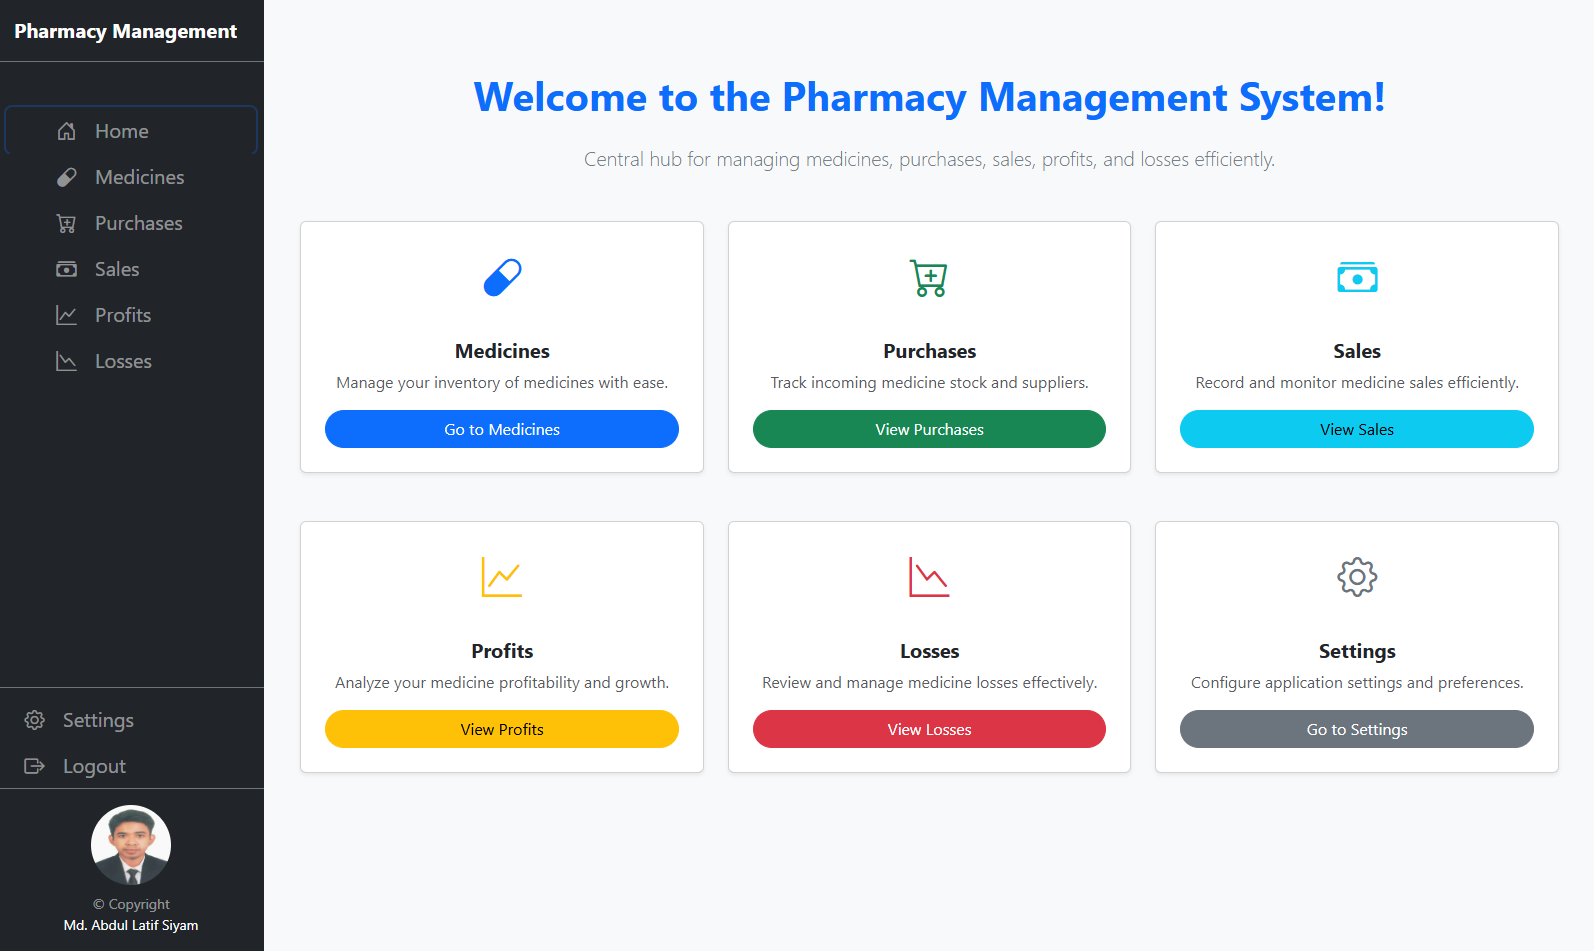 Pharmacy Management
Home
Medicines
Purchases
Sales
Profits
Losses
Settings
Logout
© Copyright
Md. Abdul Latif Siyam
Welcome to the Pharmacy Management System!
Central hub for managing medicines, purchases, sales, profits, and losses efficiently.
Medicines
Manage your inventory of medicines with ease.
Go to Medicines
Purchases
Track incoming medicine stock and suppliers.
View Purchases
Sales
Record and monitor medicine sales efficiently.
View Sales
Profits
Analyze your medicine profitability and growth.
View Profits
Losses
Review and manage medicine losses effectively.
View Losses
Settings
Configure application settings and preferences.
Go to Settings